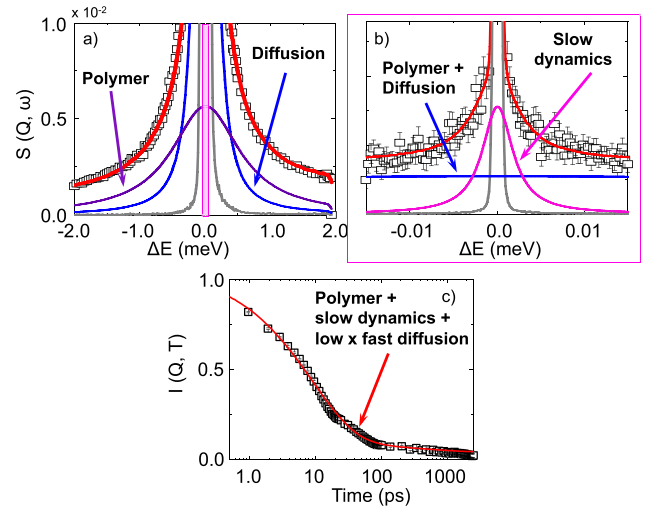 1.0 x 10⁻²
a)
Diffusion
Polymer
0.5
0.0
S (Q, ω)
-2.0 -1.0 0.0 1.0 2.0
ΔE (meV)
b)
Slow
dynamics
Polymer +
Diffusion
-0.01 0.0 0.01
ΔE (meV)
1.0
c)
Polymer +
slow dynamics +
low x fast diffusion
0.5
0.0
I (Q, T)
1.0 10 100 1000
Time (ps)